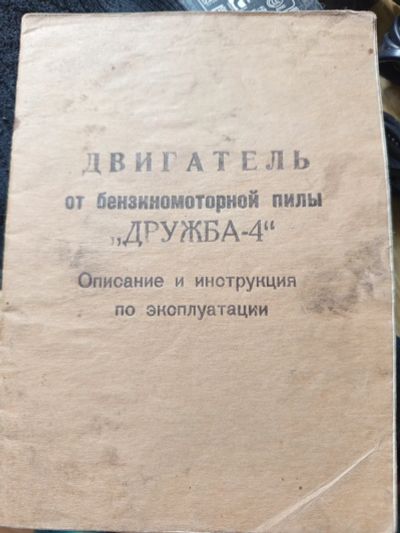 ДВИГАТЕЛЬ
от бензиномоторной пилы
„ДРУЖБА-4“
Описание и инструкция
по эксплуатации